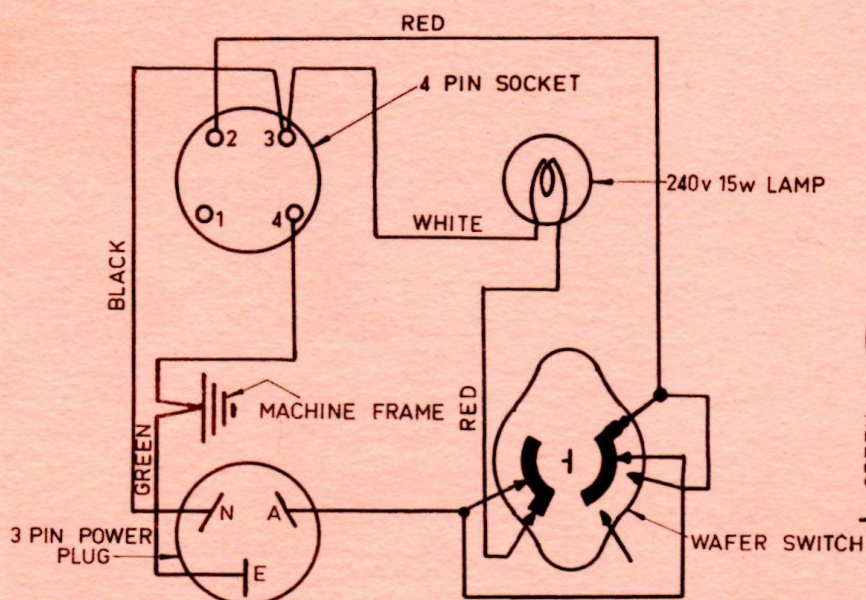 RED
4 PIN SOCKET
2
3
1
4
240v 15w LAMP
WHITE
BLACK
MACHINE FRAME
RED
GREEN
N
A
3 PIN POWER
PLUG
E
WAFER SWITCH